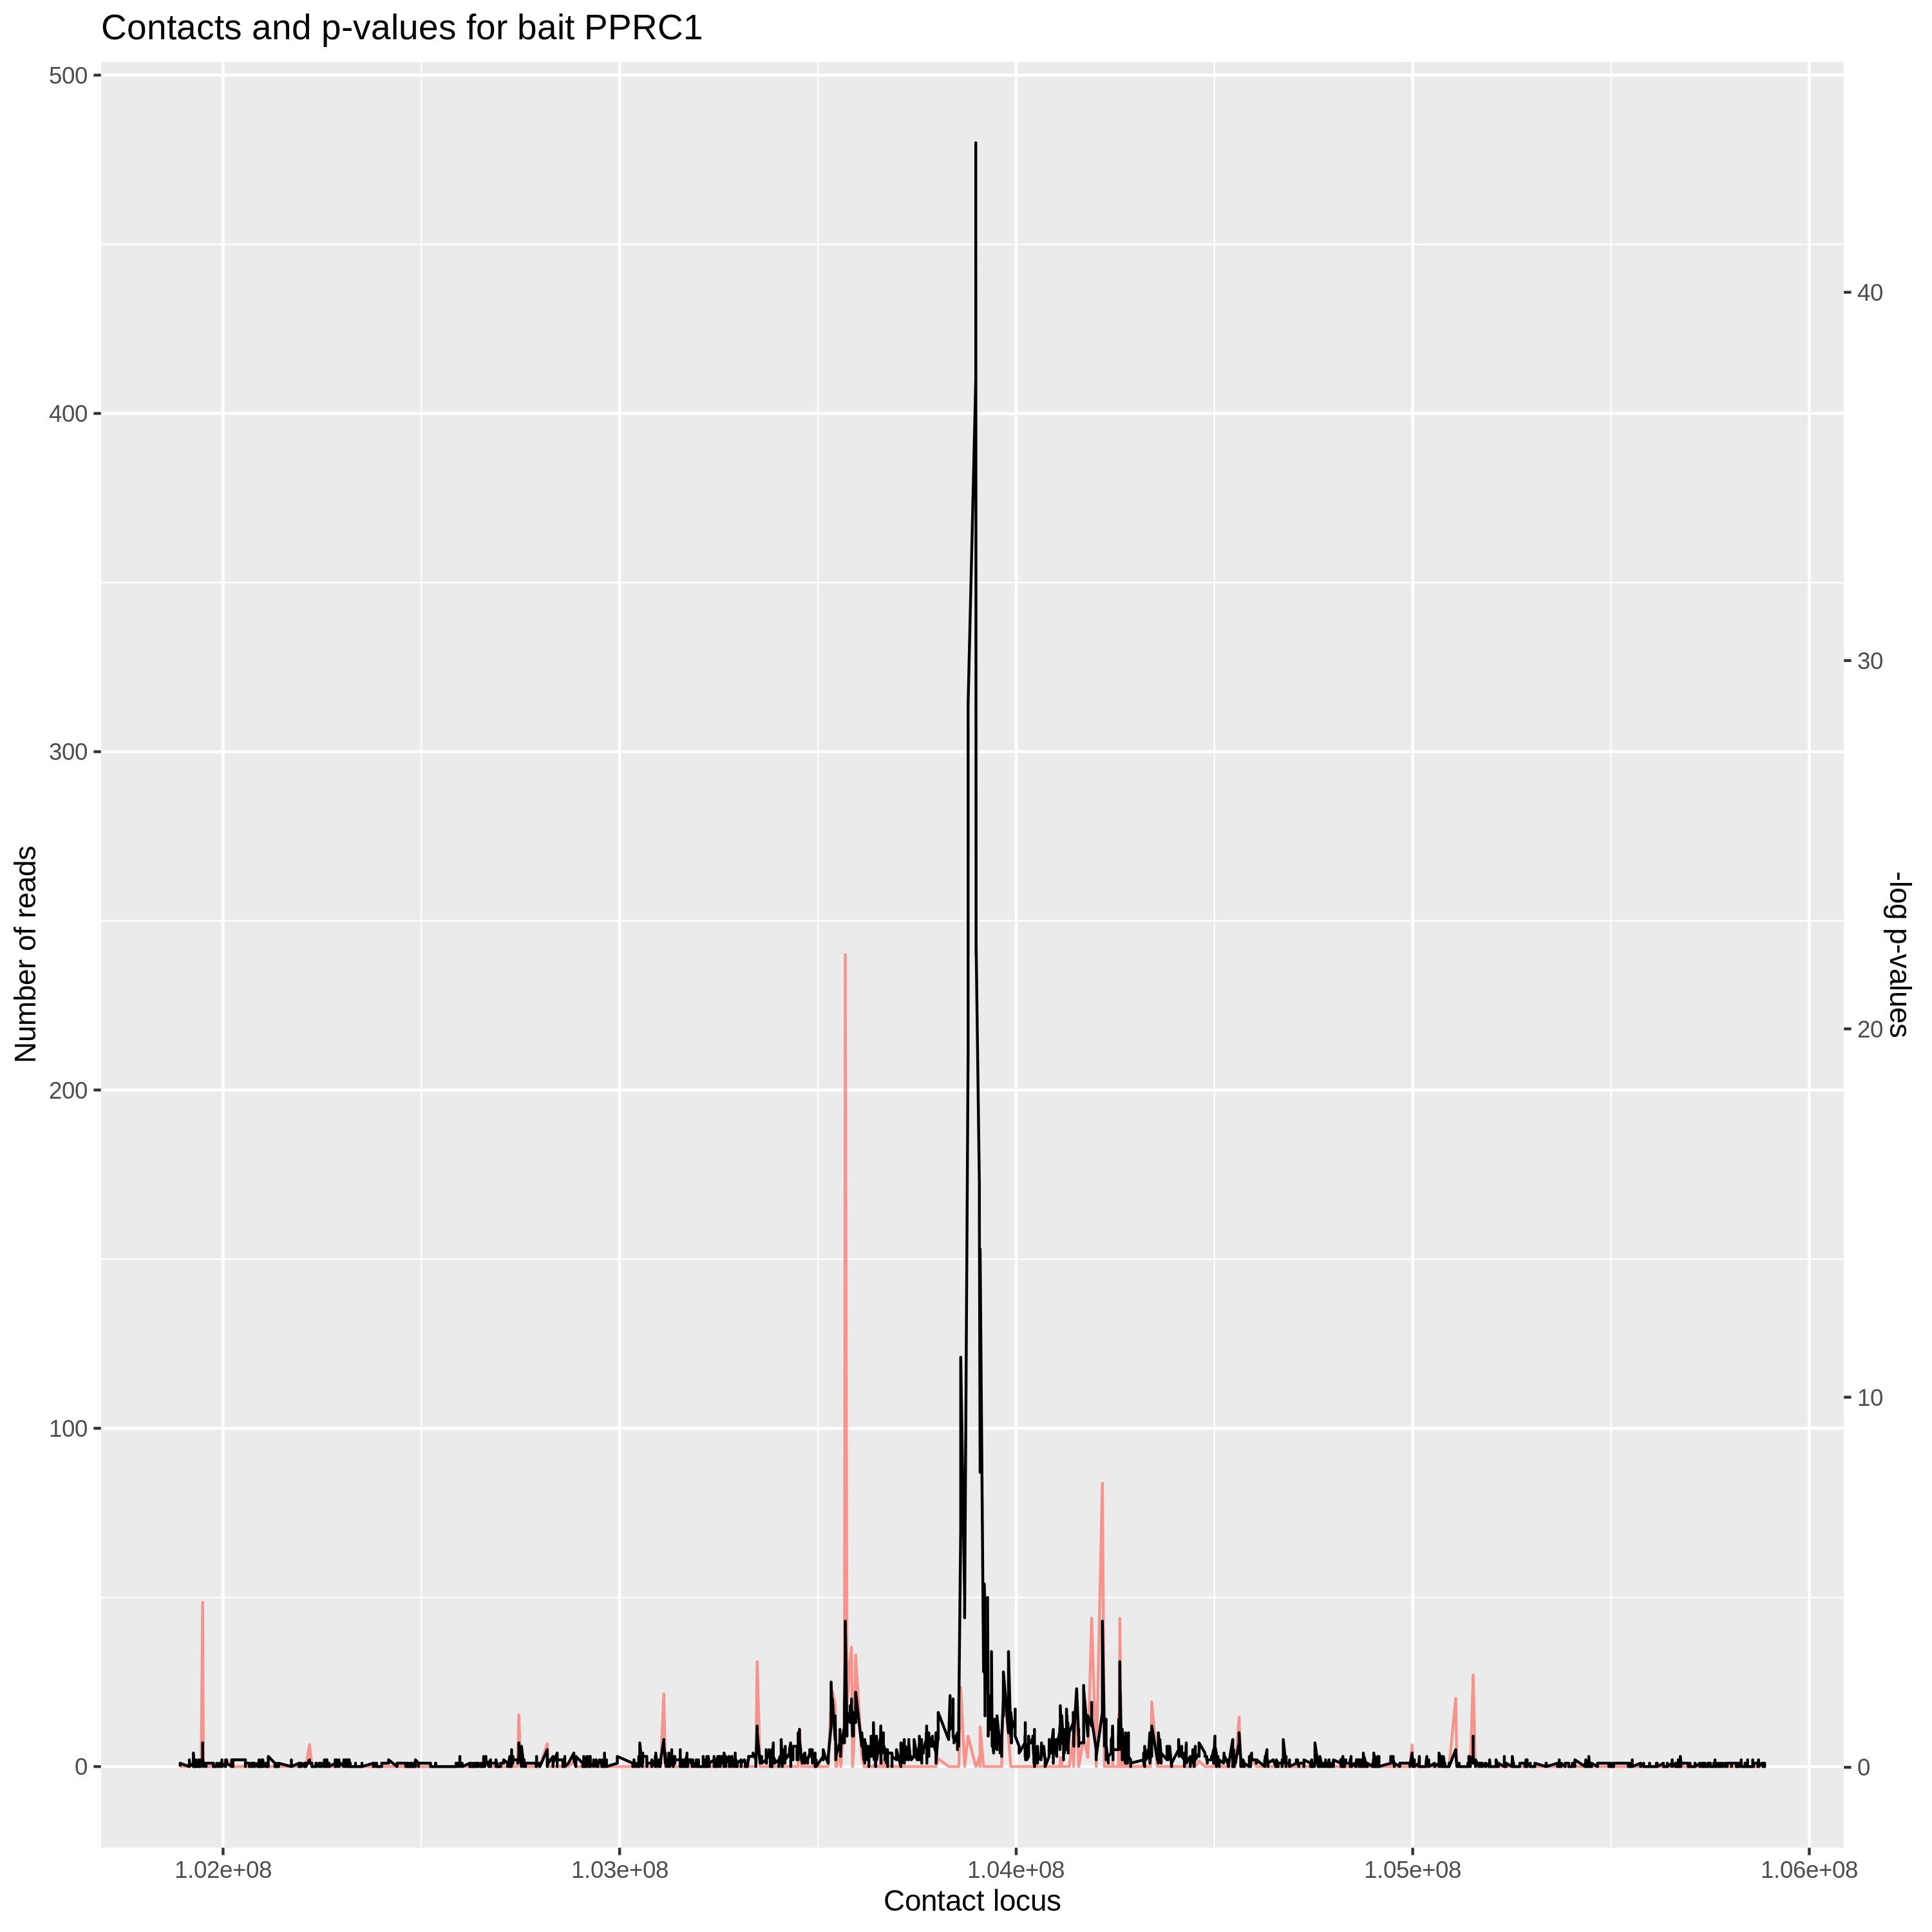 Contacts and p-values for bait PPRC1
500
400
300
200
100
0
Number of reads
40
30
20
10
0
-log p-values
1.02e+08
1.03e+08
1.04e+08
1.05e+08
1.06e+08
Contact locus